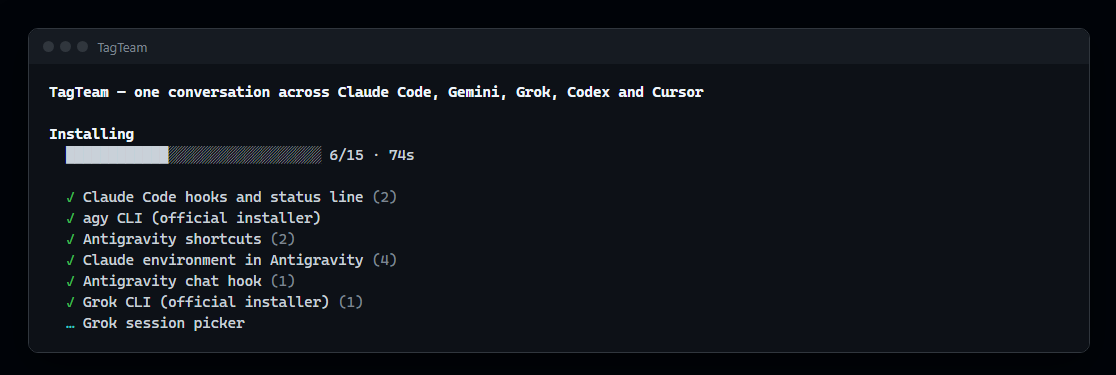 TagTeam
TagTeam — one conversation across Claude Code, Gemini, Grok, Codex and Cursor
Installing
6/15 · 74s
✓ Claude Code hooks and status line (2)
✓ agy CLI (official installer)
✓ Antigravity shortcuts (2)
✓ Claude environment in Antigravity (4)
✓ Antigravity chat hook (1)
✓ Grok CLI (official installer) (1)
… Grok session picker